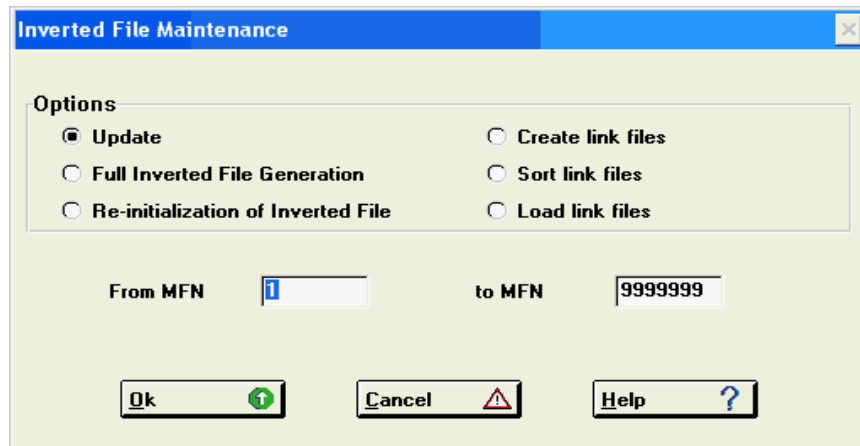 Inverted File Maintenance
Options
Update
Create link files
Full Inverted File Generation
Sort link files
Re-initialization of Inverted File
Load link files
From MFN 1 to MFN 9999999
Ok Cancel Help ?